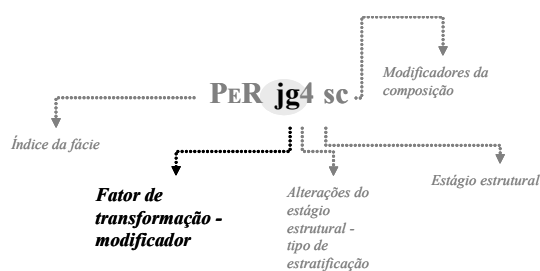 Modificadores da
composição
PER jg4 sc
Índice da fácie
Fator de
transformação -
modificador
Alterações do
estágio
estrutural -
tipo de
estratificação
Estágio estrutural